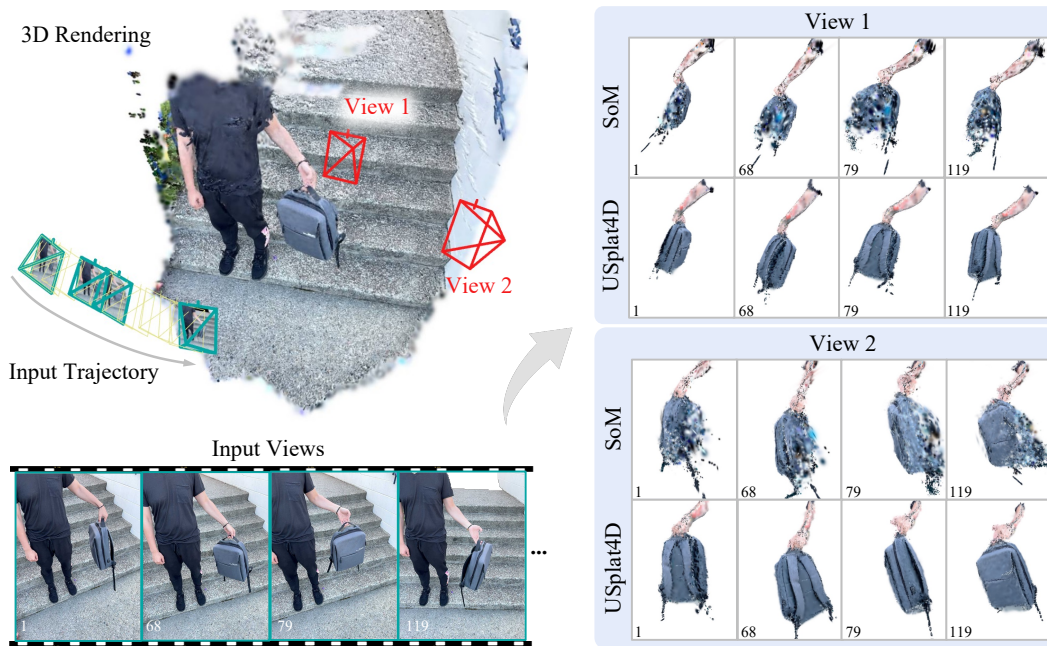 3D Rendering
View 1
View 2
Input Trajectory
Input Views
1
68
79
119
...
View 1
SoM
1
68
79
119
USplat4D
1
68
79
119
View 2
SoM
1
68
79
119
USplat4D
1
68
79
119